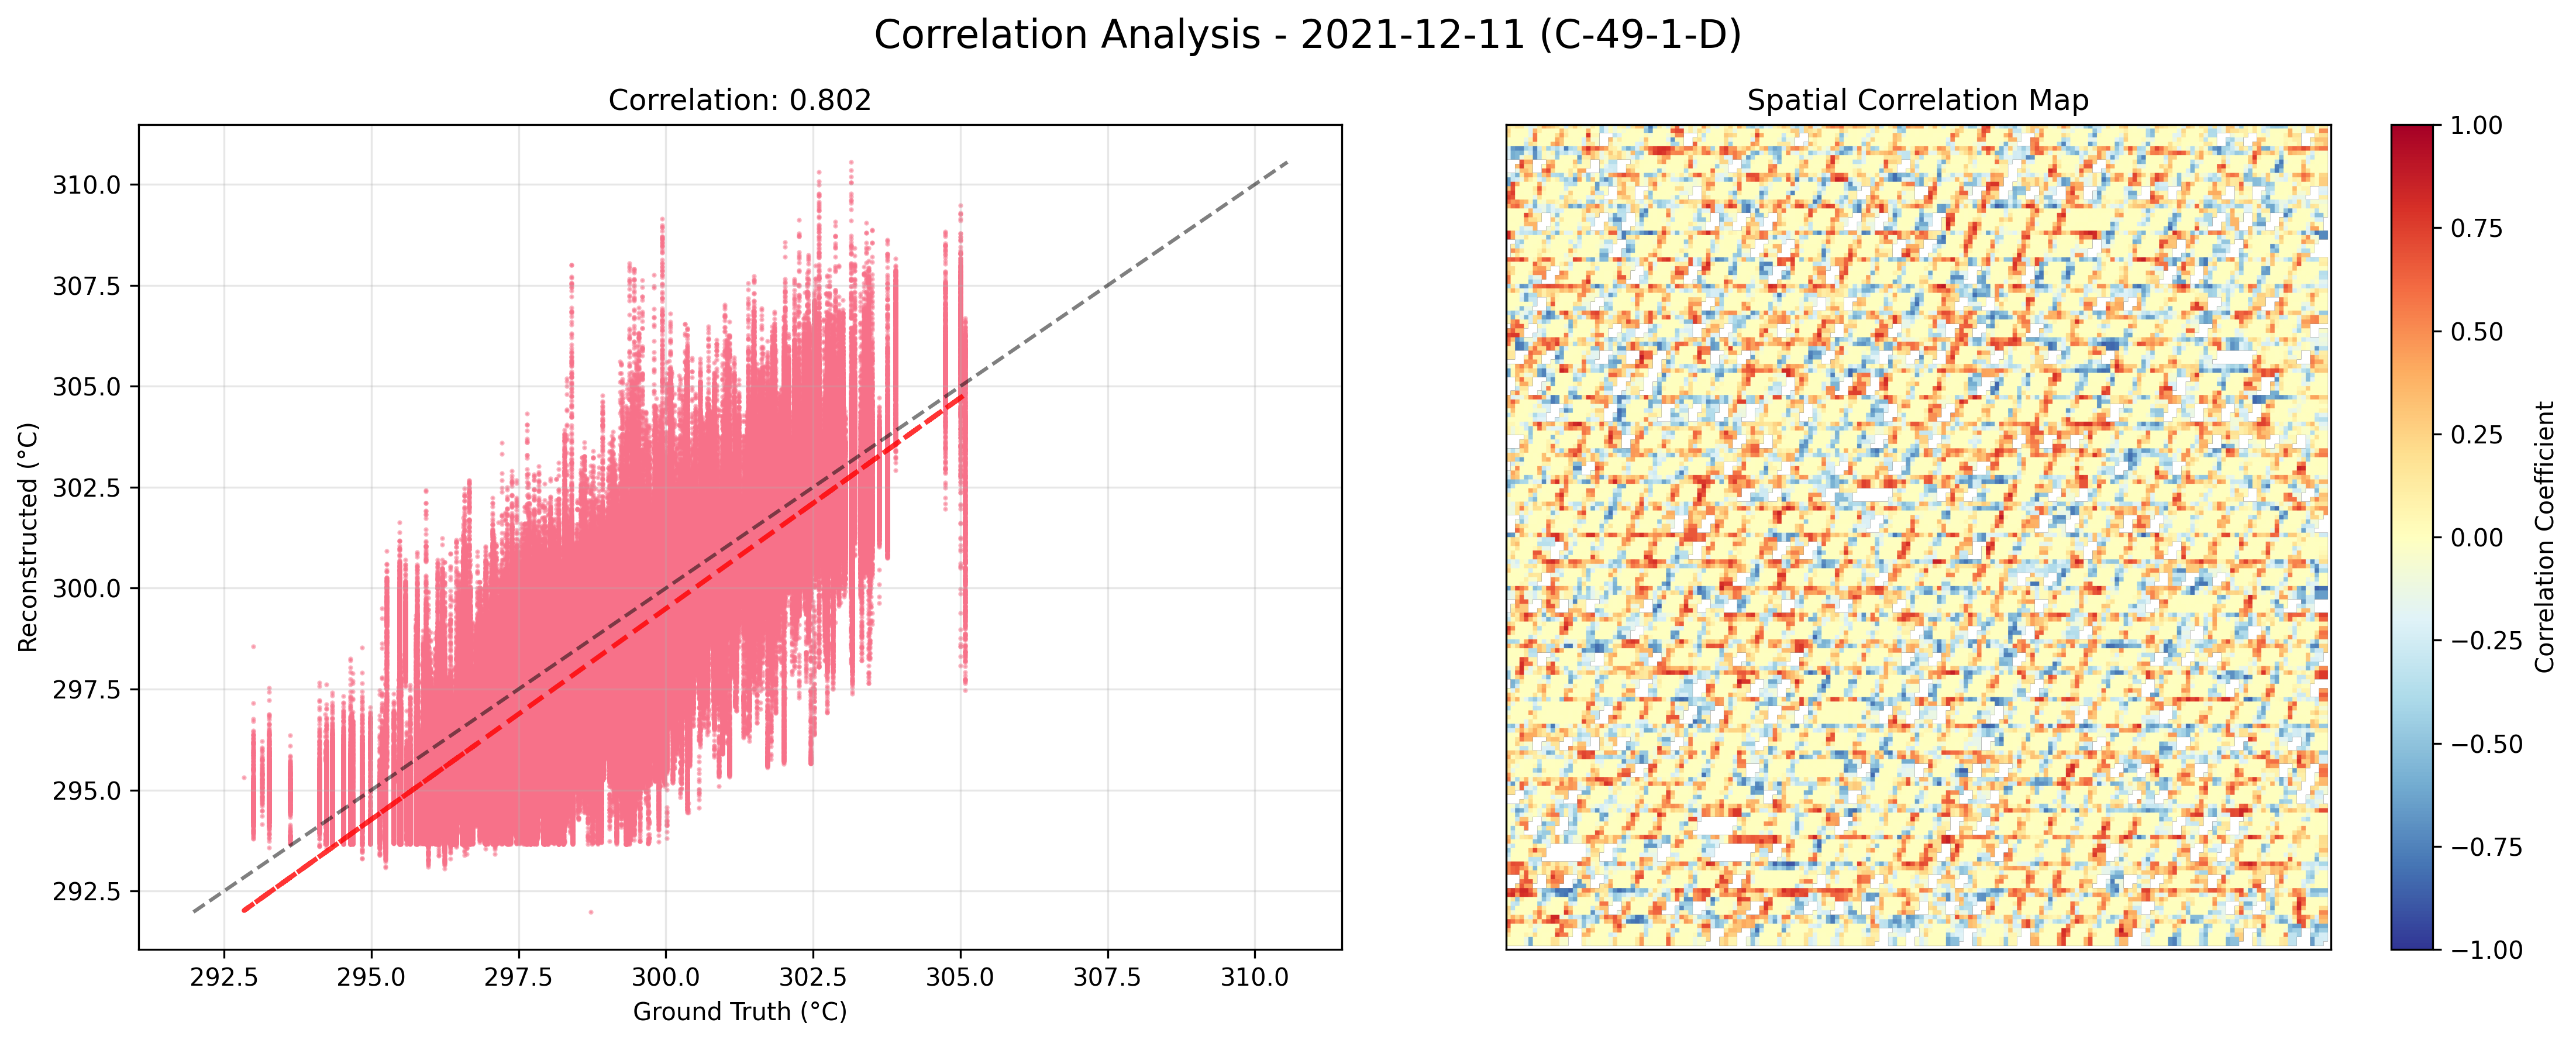 Correlation Analysis - 2021-12-11 (C-49-1-D)
Correlation: 0.802
310.0
307.5
305.0
302.5
300.0
297.5
295.0
292.5
Reconstructed (°C)
292.5 295.0 297.5 300.0 302.5 305.0 307.5 310.0
Ground Truth (°C)
Spatial Correlation Map
1.00
0.75
0.50
0.25
0.00
−0.25
−0.50
−0.75
−1.00
Correlation Coefficient